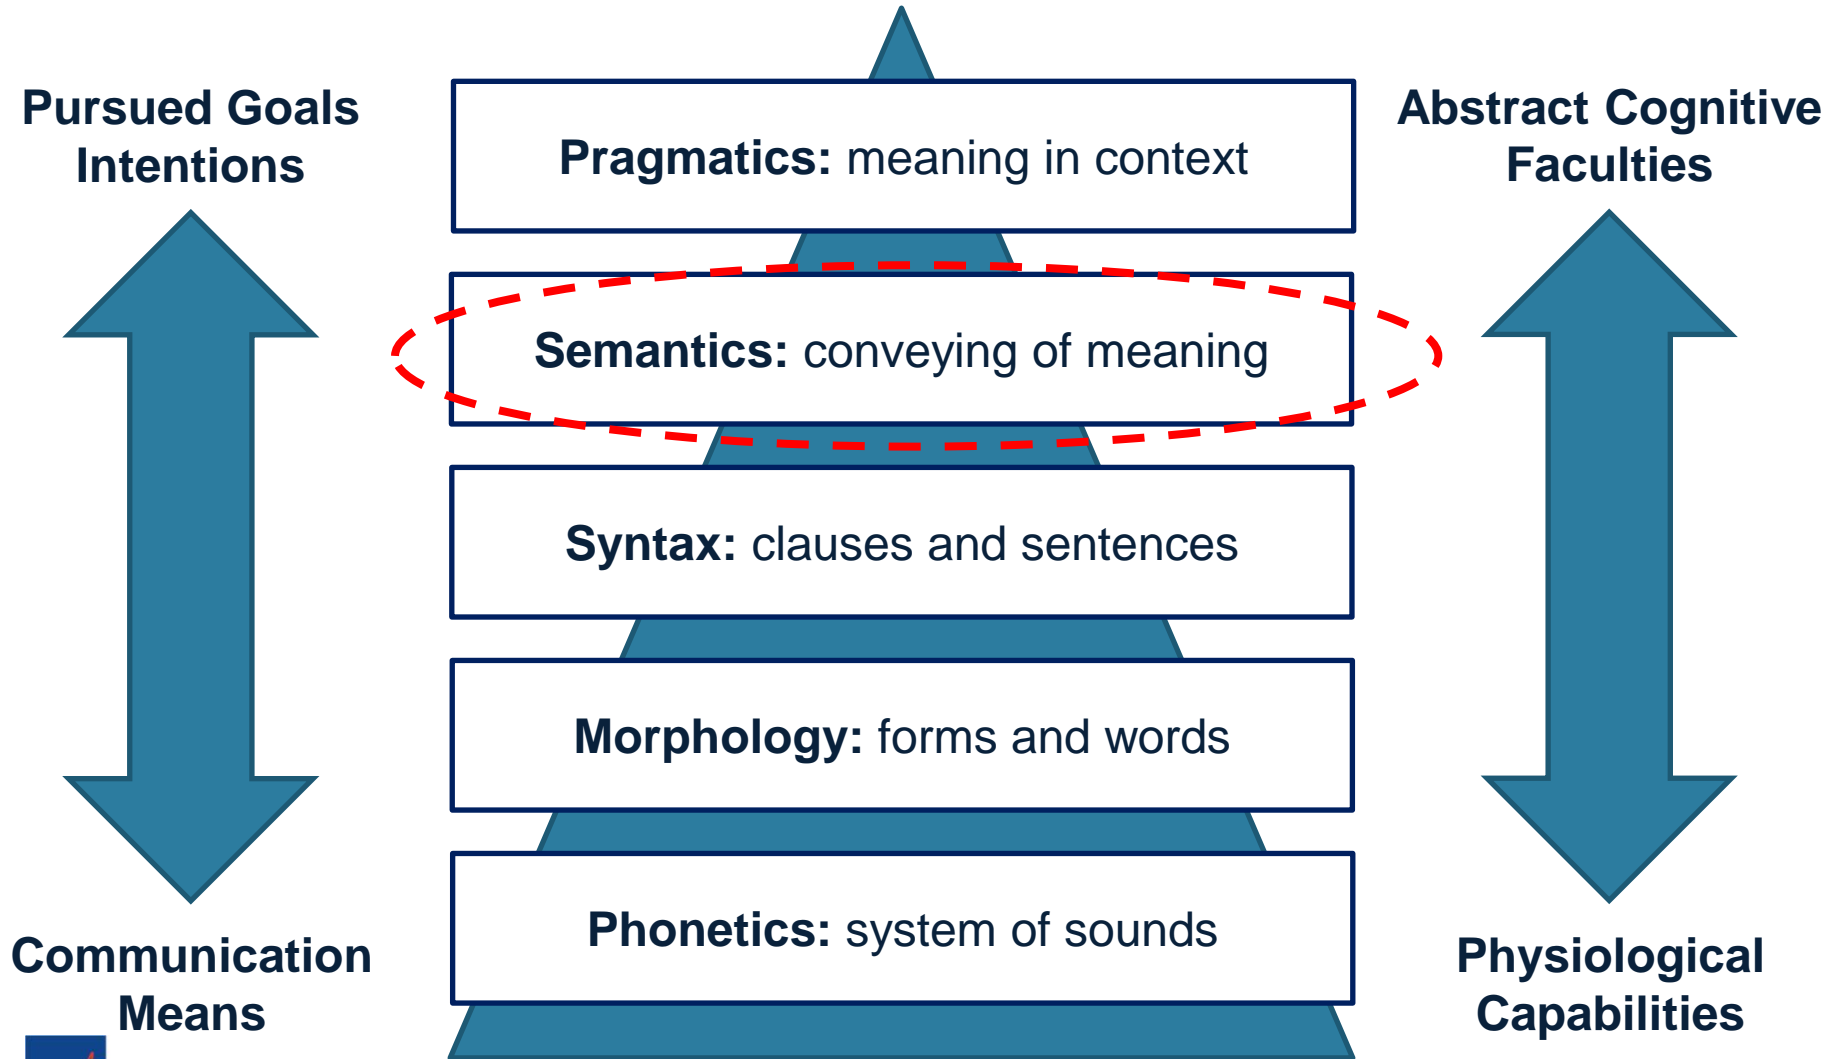 Pursued Goals
Intentions
Abstract Cognitive
Faculties
Pragmatics: meaning in context
Semantics: conveying of meaning
Syntax: clauses and sentences
Morphology: forms and words
Phonetics: system of sounds
Communication
Means
Physiological
Capabilities